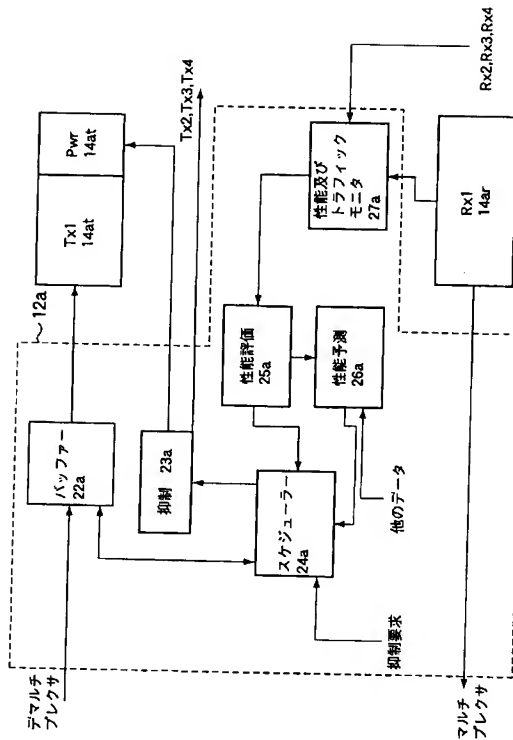 デマルチ
プレクサ
12a
バッファー
22a
Tx1
14at
Pwr
14at
Tx2,Tx3,Tx4
抑制 23a
スケジューラー
24a
性能評価
25a
性能予測
26a
性能及び
トラフィック
モニタ
27a
抑制要求
他のデータ
マルチ
プレクサ
Rx1
14ar
Rx2,Rx3,Rx4